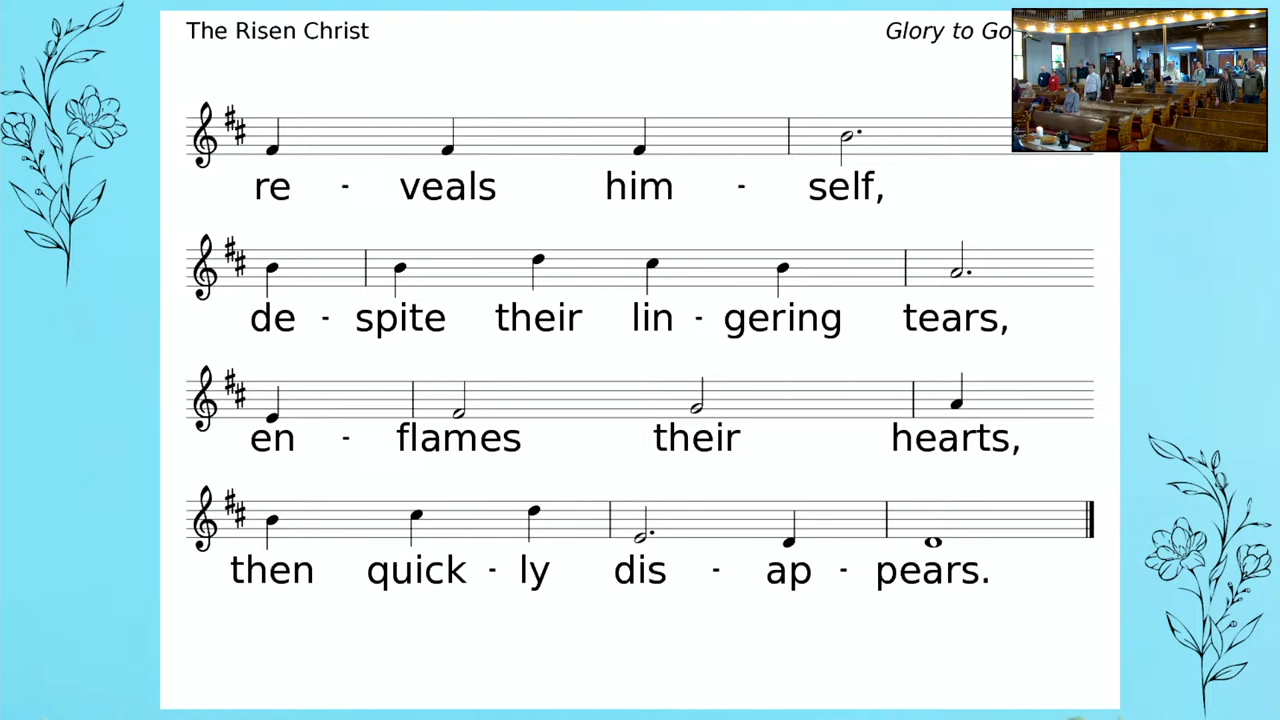 The Risen Christ
Glory to Go
re - veals him - self,
de - spite their lin - gering tears,
en - flames their hearts,
then quick - ly dis - ap - pears.